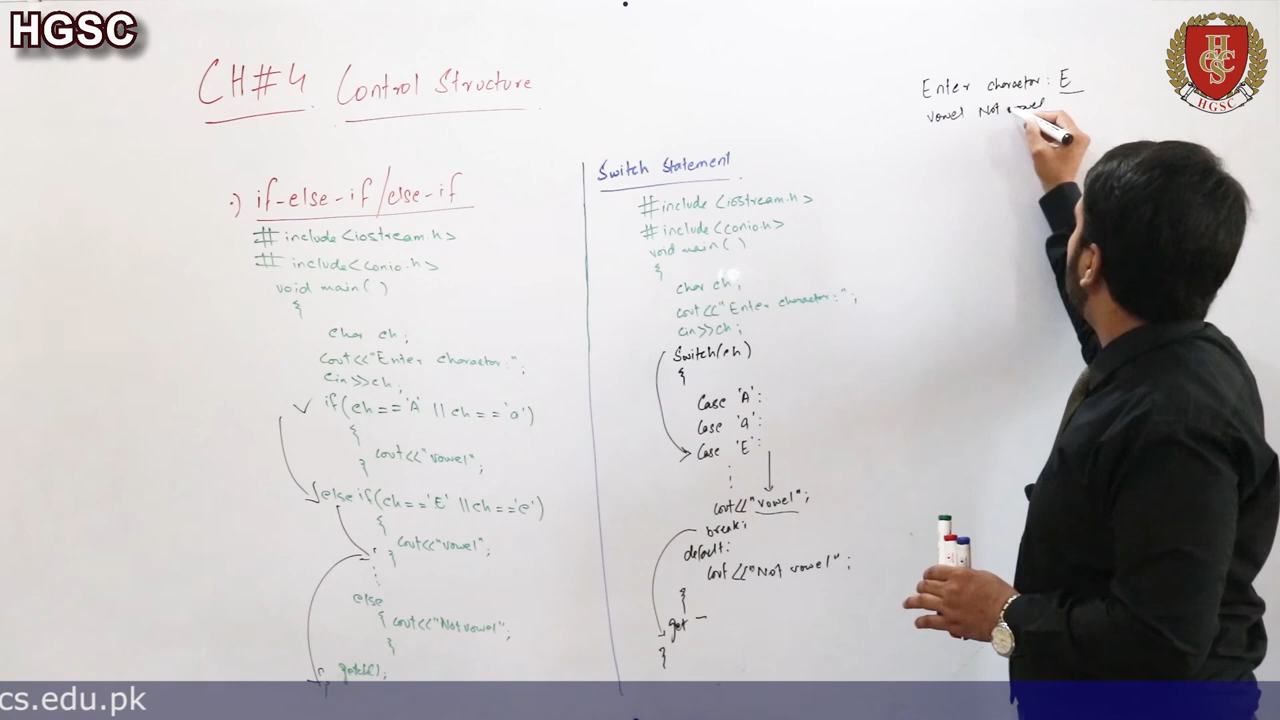 HGSC
CH#4 Control Structure
·) if-else-if/else-if
#include<iostream.h>
#include<conio.h>
void main( )
{
char ch;
cout<<"Enter character:";
cin>>ch;
if(ch=='A' ||ch=='a')
{
cout<<"vowel";
}
else if(ch=='E' ||ch=='e')
{
cout<<"vowel";
}
else
{ cout<<"Not vowel";
}
getch();
Switch Statement
#include<iostream.h>
#include<conio.h>
void main( )
{
char ch;
cout<<"Enter character:";
cin>>ch;
Switch(ch)
{
Case 'A':
Case 'a':
Case 'E':
cout<<"vowel";
break;
default:
cout<<"Not vowel";
}
get
}
Enter character: E
vowel Not vowel
HGSC
cs.edu.pk